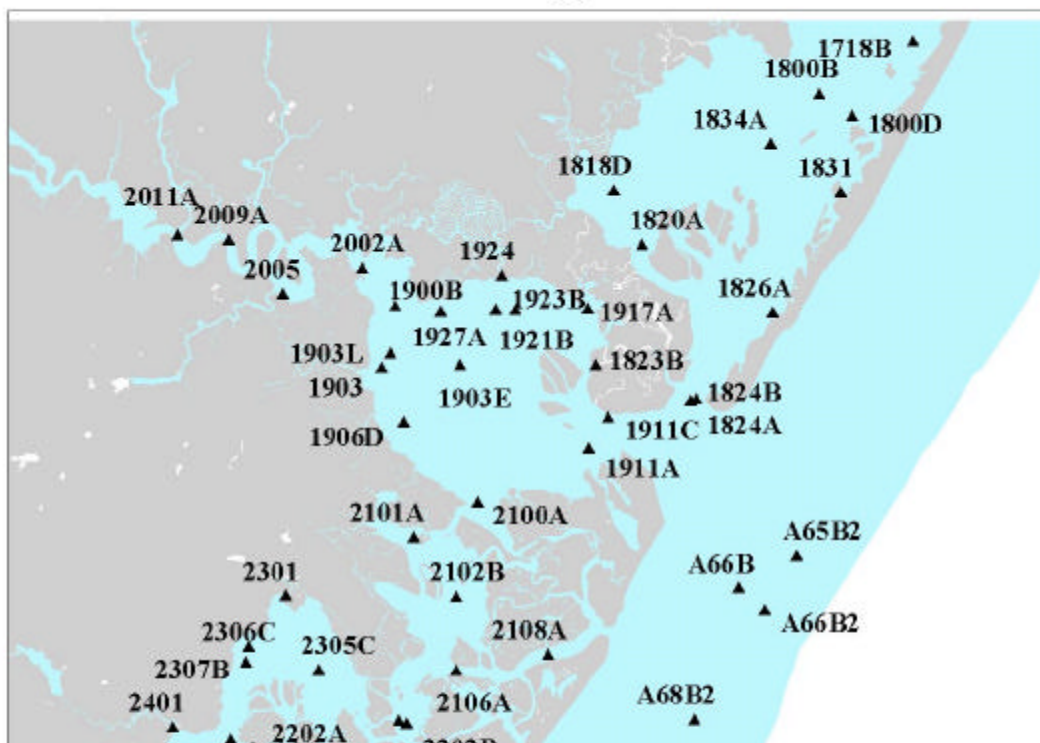 1718B
1800B
1834A
1800D
1818D
1831
2011A
2009A
1820A
2002A
1924
2005
1900B
1923B
1826A
1917A
1927A
1921B
1903L
1823B
1903
1903E
1824B
1906D
1911C
1824A
1911A
2101A
2100A
A65B2
A66B
2301
2102B
A66B2
2306C
2108A
2305C
2307B
2401
2106A
A68B2
2202A